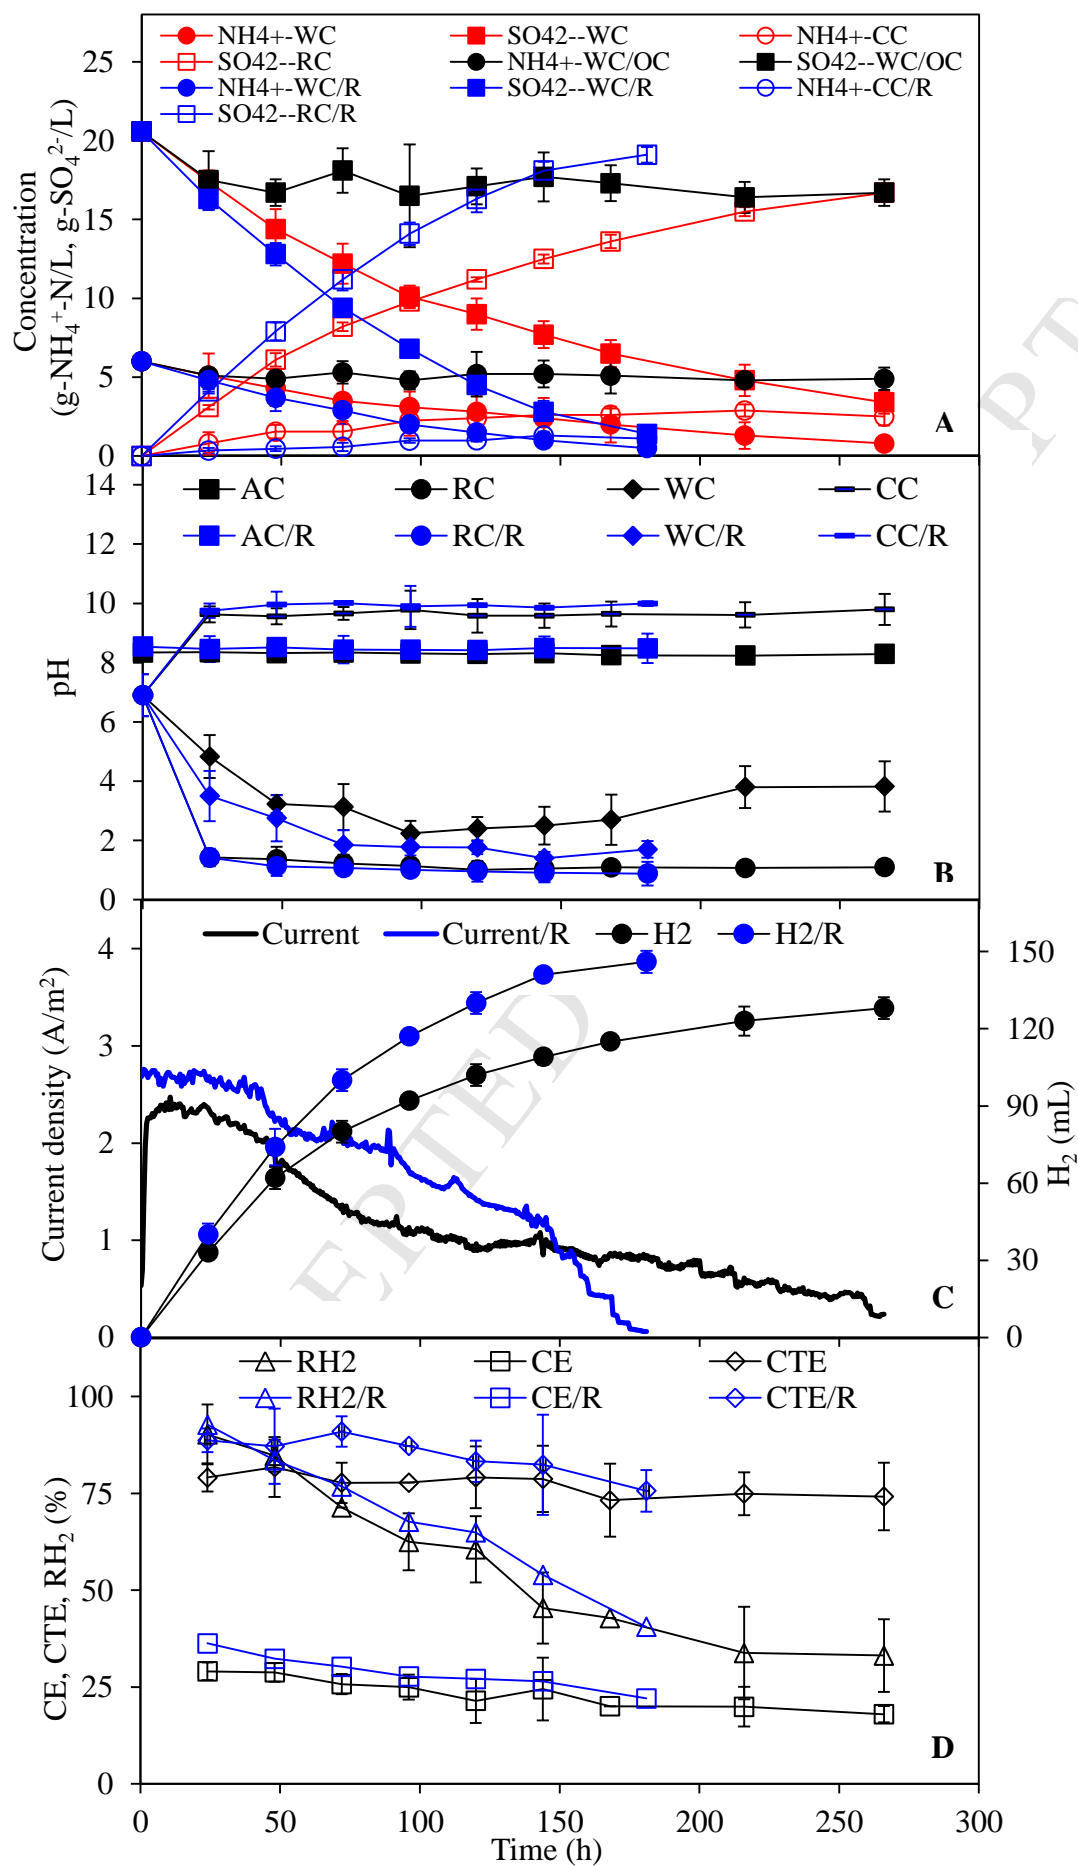 NH4+-WC SO42--WC NH4+-CC
SO42--RC NH4+-WC/OC SO42--WC/OC
NH4+-WC/R SO42--WC/R NH4+-CC/R
SO42--RC/R
25
20
15
10
5
0
Concentration
(g-NH₄⁺-N/L, g-SO₄²⁻/L)
A
AC RC WC CC
AC/R RC/R WC/R CC/R
14
12
10
8
6
4
2
0
pH
B
Current Current/R H2 H2/R
4
3
2
1
0
Current density (A/m²)
150
120
90
60
30
0
H₂ (mL)
C
RH2 CE CTE
RH2/R CE/R CTE/R
100
75
50
25
0
CE, CTE, RH₂ (%)
D
0 50 100 150 200 250 300
Time (h)
EPTED
PT